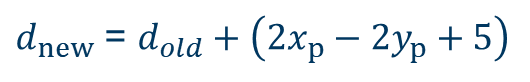 d_new = d_old + (2x_p − 2y_p + 5)